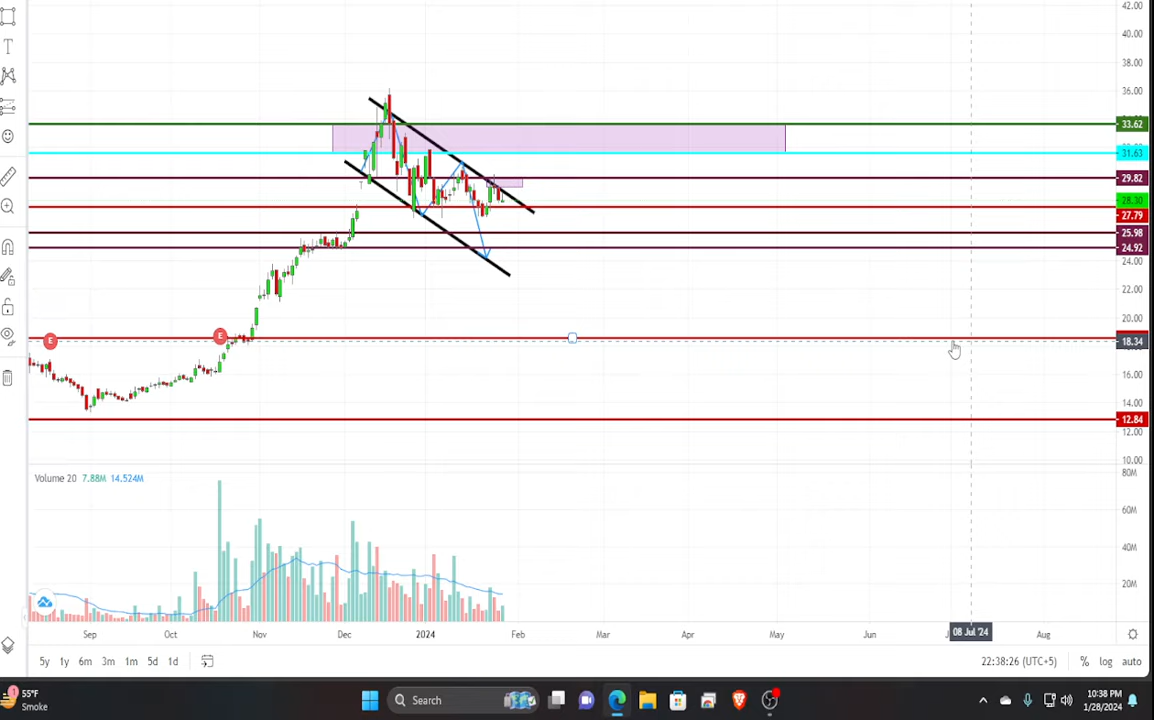 42.00
40.00
38.00
36.00
33.62
31.63
29.82
28.30
27.79
25.98
24.92
24.00
22.00
20.00
E
E
18.34
16.00
14.00
12.84
12.00
10.00
Volume 20 7.88M 14.524M
80M
60M
40M
20M
Sep Oct Nov Dec 2024 Feb Mar Apr May Jun 08 Jul '24 Aug
5y 1y 6m 3m 1m 5d 1d
22:38:26 (UTC+5) % log auto
T
1
55°F
Smoke
Search
10:38 PM
1/28/2024